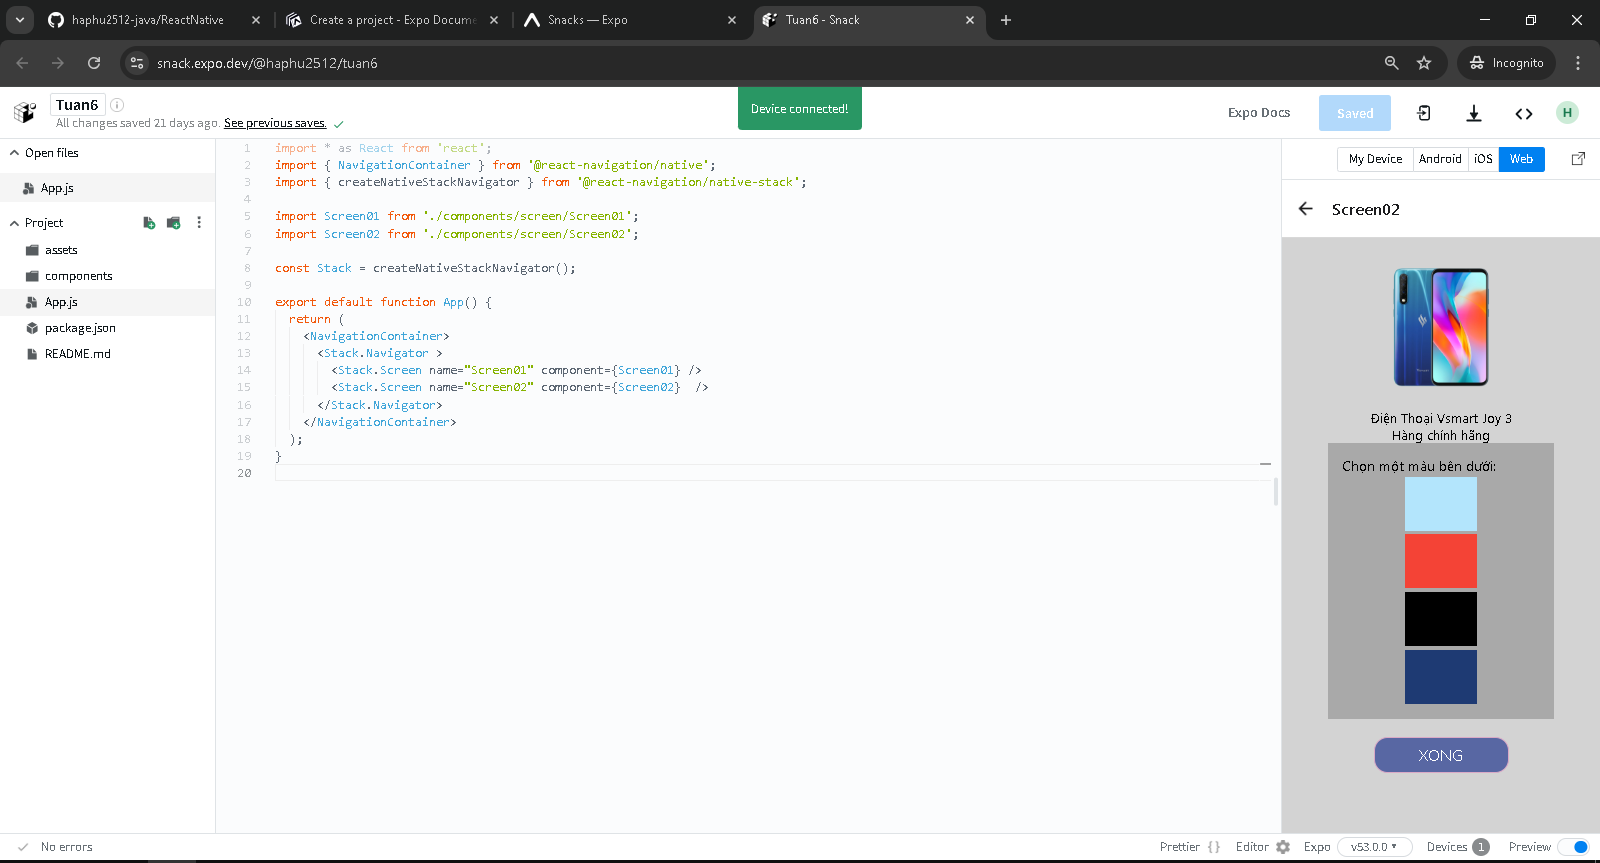 haphu2512-java/ReactNative
Create a project - Expo Docume
Snacks — Expo
Tuan6 - Snack
snack.expo.dev/@haphu2512/tuan6
Incognito
Tuan6
All changes saved 21 days ago. See previous saves.
Device connected!
Expo Docs
Saved
H
Open files
App.js
Project
assets
components
App.js
package.json
README.md
1 import * as React from 'react';
2 import { NavigationContainer } from '@react-navigation/native';
3 import { createNativeStackNavigator } from '@react-navigation/native-stack';
4
5 import Screen01 from './components/screen/Screen01';
6 import Screen02 from './components/screen/Screen02';
7
8 const Stack = createNativeStackNavigator();
9
10 export default function App() {
11 return (
12 <NavigationContainer>
13 <Stack.Navigator >
14 <Stack.Screen name="Screen01" component={Screen01} />
15 <Stack.Screen name="Screen02" component={Screen02}  />
16 </Stack.Navigator>
17 </NavigationContainer>
18 );
19 }
20
My Device
Android
iOS
Web
Screen02
Điện Thoại Vsmart Joy 3
Hàng chính hãng
Chọn một màu bên dưới:
XONG
No errors
Prettier { }
Editor
Expo
v53.0.0
Devices 1
Preview